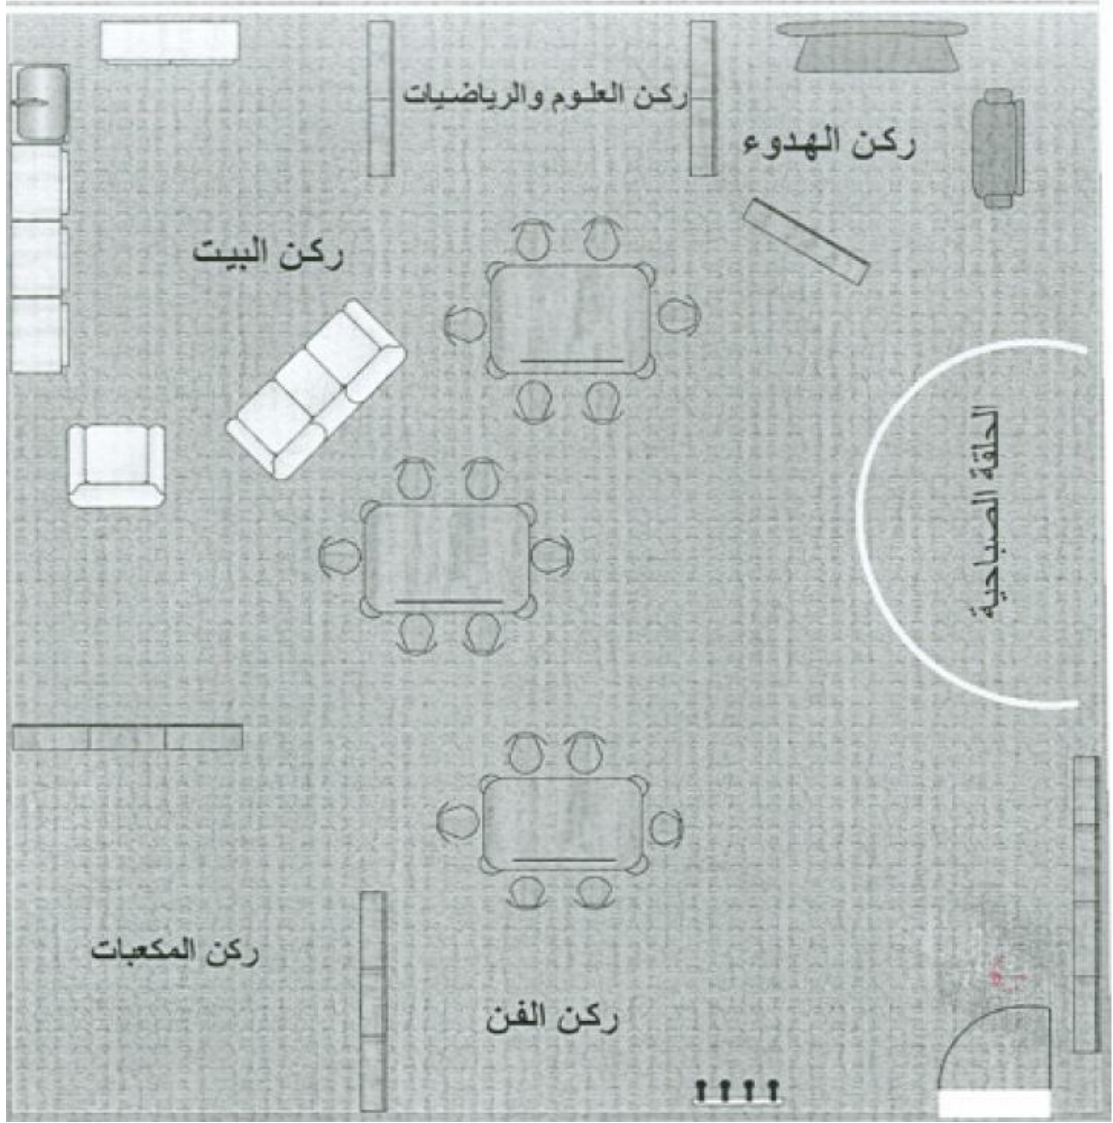 ركن العلوم والرياضيات
ركن الهدوء
ركن البيت
الحلقة الصباحية
ركن المكعبات
ركن الفن